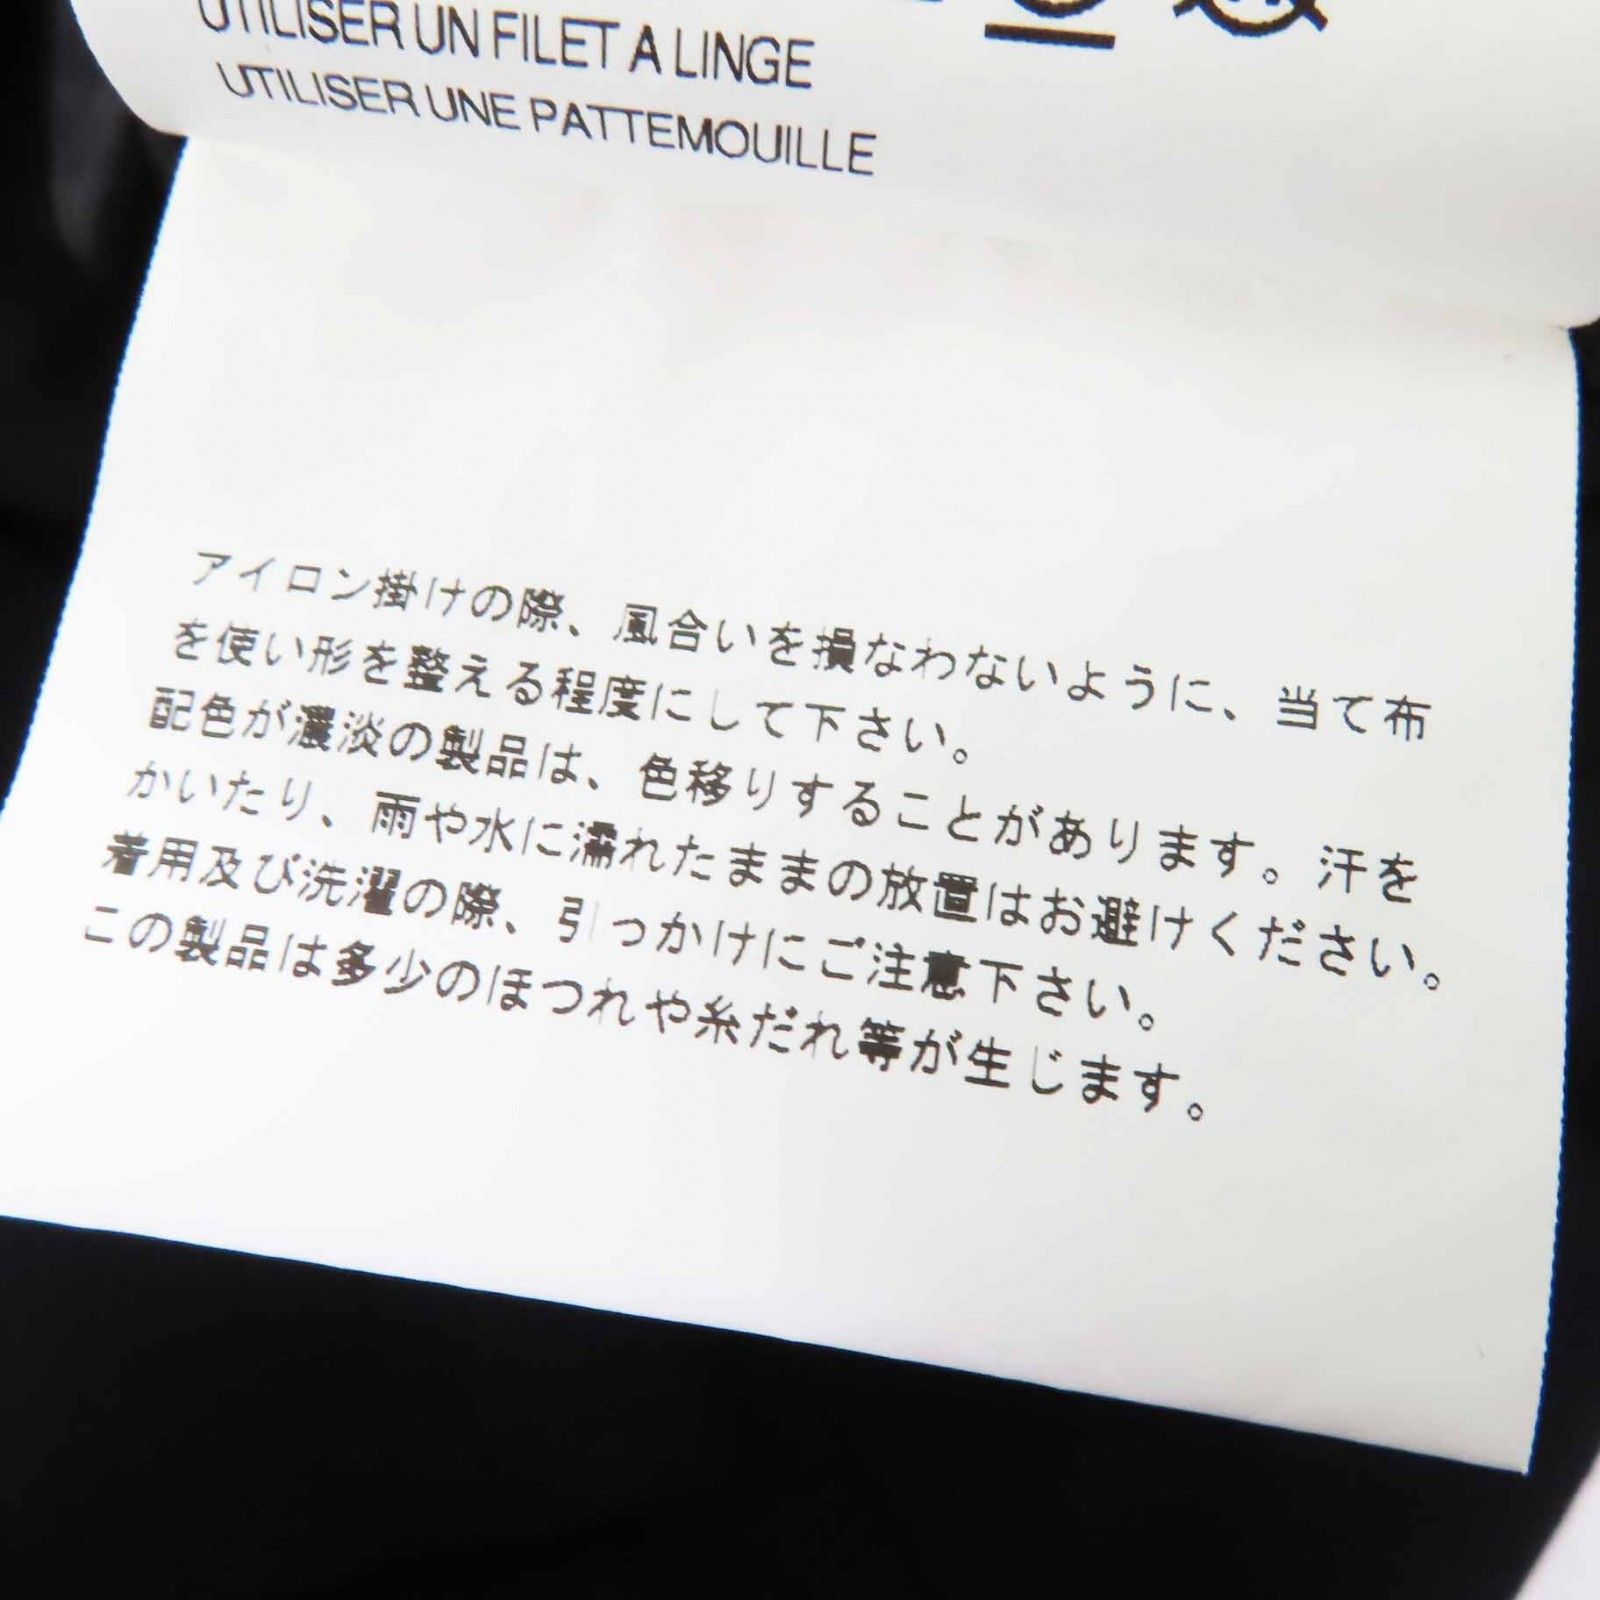 UTILISER UN FILET A LINGE
UTILISER UNE PATTEMOUILLE
アイロン掛けの際、風合いを損なわないように、当て布
を使い形を整える程度にして下さい。
配色が濃淡の製品は、色移りすることがあります。汗を
かいたり、雨や水に濡れたままの放置はお避けください。
着用及び洗濯の際、引っかけにご注意下さい。
この製品は多少のほつれや糸だれ等が生じます。